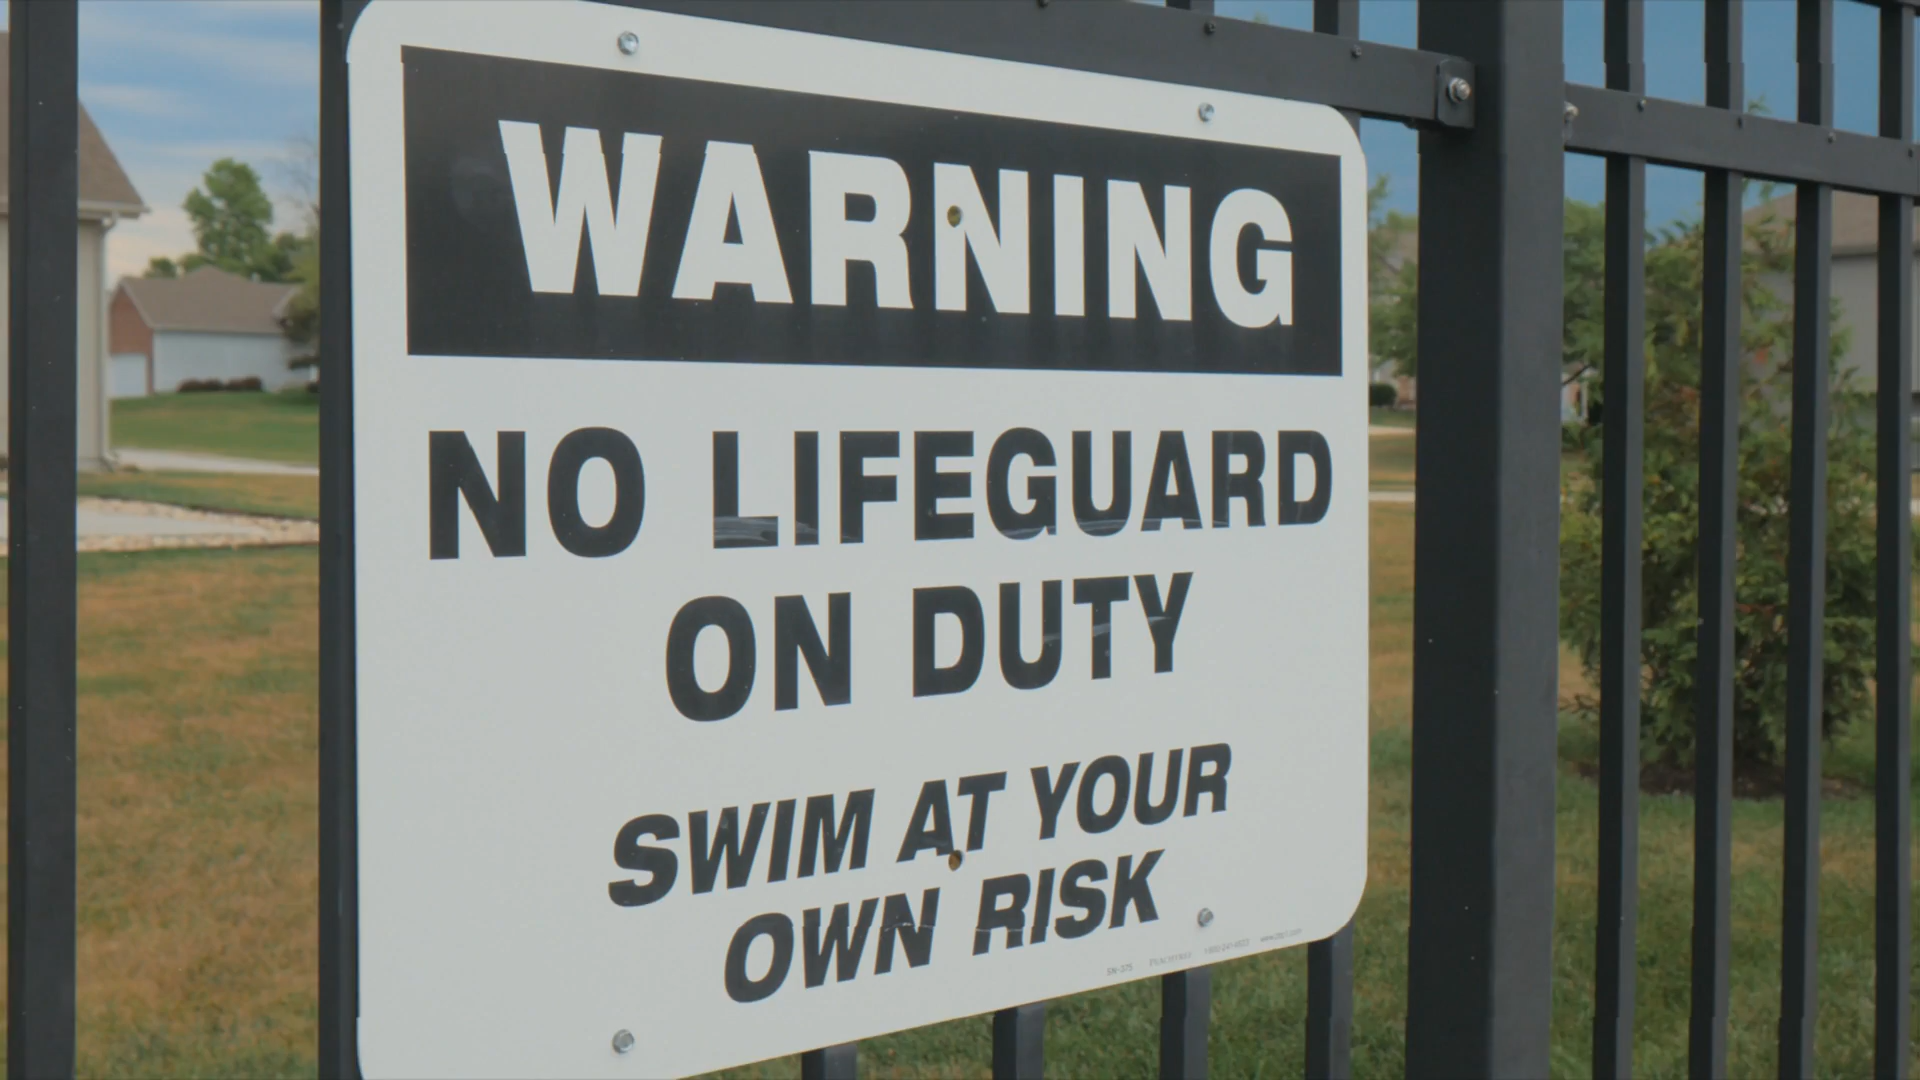 WARNING
NO LIFEGUARD
ON DUTY
SWIM AT YOUR
OWN RISK